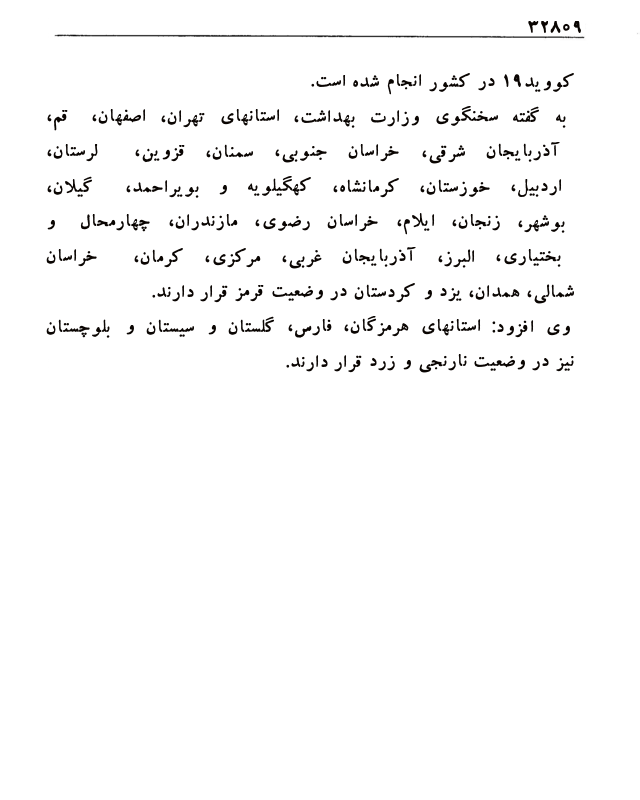 ۳۲۸۰۹
کووید۱۹ در کشور انجام شده است.
به گفته سخنگوی وزارت بهداشت، استانهای تهران، اصفهان، قم،
آذربایجان شرقی، خراسان جنوبی، سمنان، قزوین، لرستان،
اردبیل، خوزستان، کرمانشاه، کهگیلویه و بویراحمد، گیلان،
بوشهر، زنجان، ایلام، خراسان رضوی، مازندران، چهارمحال و
بختیاری، البرز، آذربایجان غربی، مرکزی، کرمان، خراسان
شمالی، همدان، یزد و کردستان در وضعیت قرمز قرار دارند.
وی افزود: استانهای هرمزگان، فارس، گلستان و سیستان و بلوچستان
نیز در وضعیت نارنجی و زرد قرار دارند.